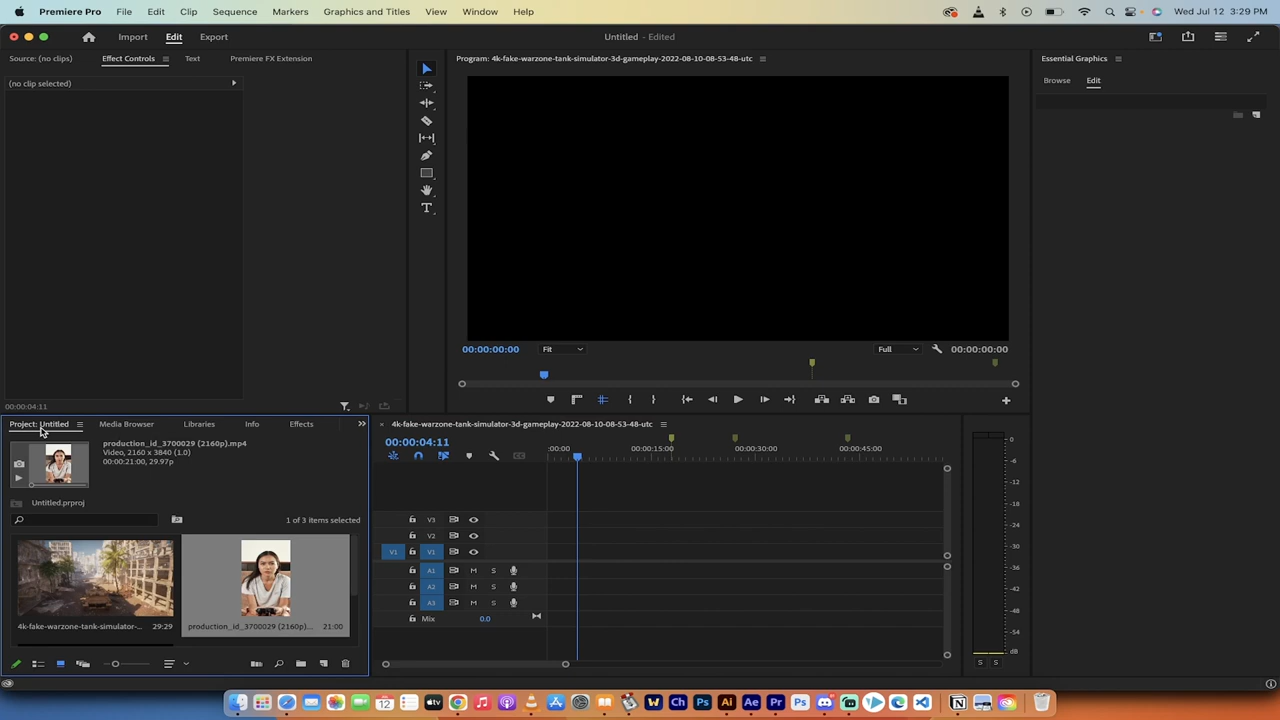 Premiere Pro File Edit Clip Sequence Markers Graphics and Titles View Window Help Wed Jul 12 3:29 PM
Import Edit Export Untitled - Edited
Source: (no clips) Effect Controls Text Premiere FX Extension
Program: 4k-fake-warzone-tank-simulator-3d-gameplay-2022-08-10-08-53-48-utc
Essential Graphics
Browse Edit
(no clip selected)
00:00:00:00 Fit Full 00:00:00:00
00:00:04:11
Project: Untitled Media Browser Libraries Info Effects
production_id_3700029 (2160p).mp4
Video, 2160 x 3840 (1.0)
00:00:21:00, 29.97p
Untitled.prproj
1 of 3 items selected
4k-fake-warzone-tank-simulator-... 29:29
production_id_3700029 (2160p)... 21:00
4k-fake-warzone-tank-simulator-3d-gameplay-2022-08-10-08-53-48-utc
00:00:04:11
:00:00 00:00:15:00 00:00:30:00 00:00:45:00
V3
V2
V1 V1
A1 M S
A2 M S
A3 M S
Mix 0.0
0
-6
-12
-18
-24
-30
-36
-42
-48
-54
dB
S S
12 W Ch Ps Ai Ae Pr Ps